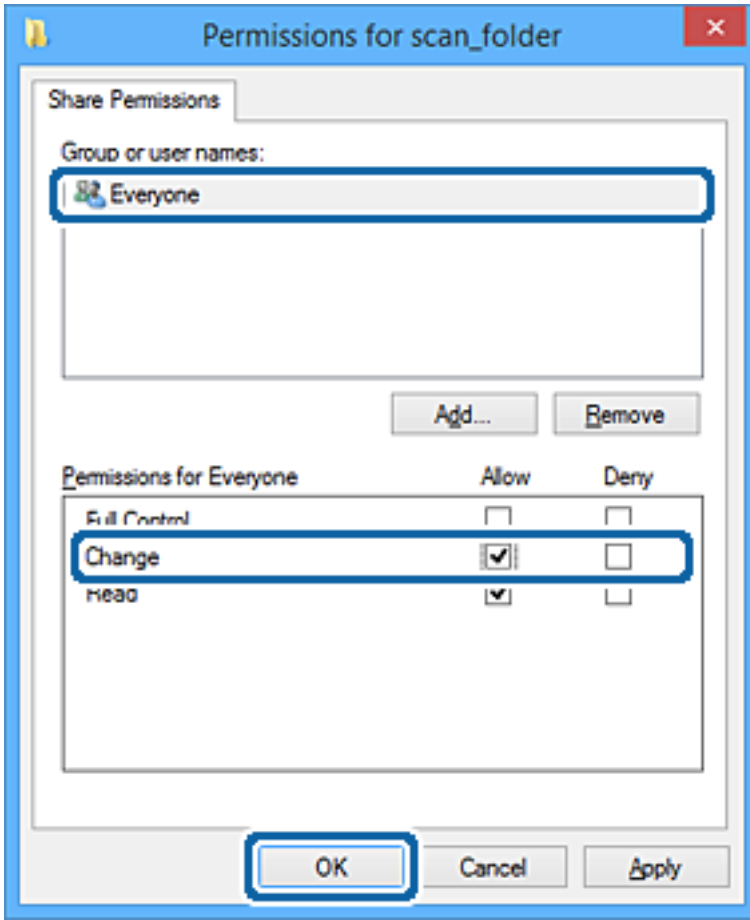 Permissions for scan_folder
Share Permissions
Group or user names:
Everyone
Add... Remove
Permissions for Everyone Allow Deny
Full Control
Change
Read
OK Cancel Apply